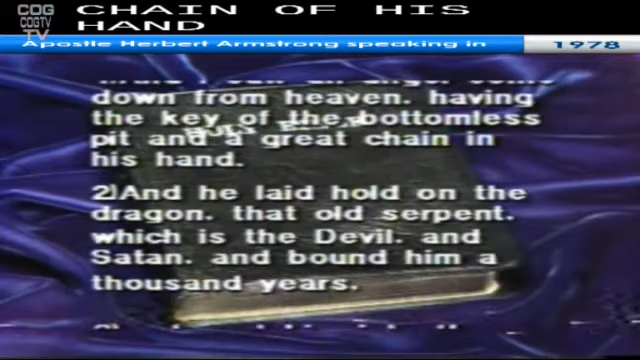 COG
COGTV
TV
CHAIN OF HIS
HAND
Apostle Herbert Armstrong speaking in
1978
down from heaven. having
the key of the bottomless
pit and a great chain in
his hand.
2)And he laid hold on the
dragon. that old serpent.
which is the Devil. and
Satan. and bound him a
thousand years.